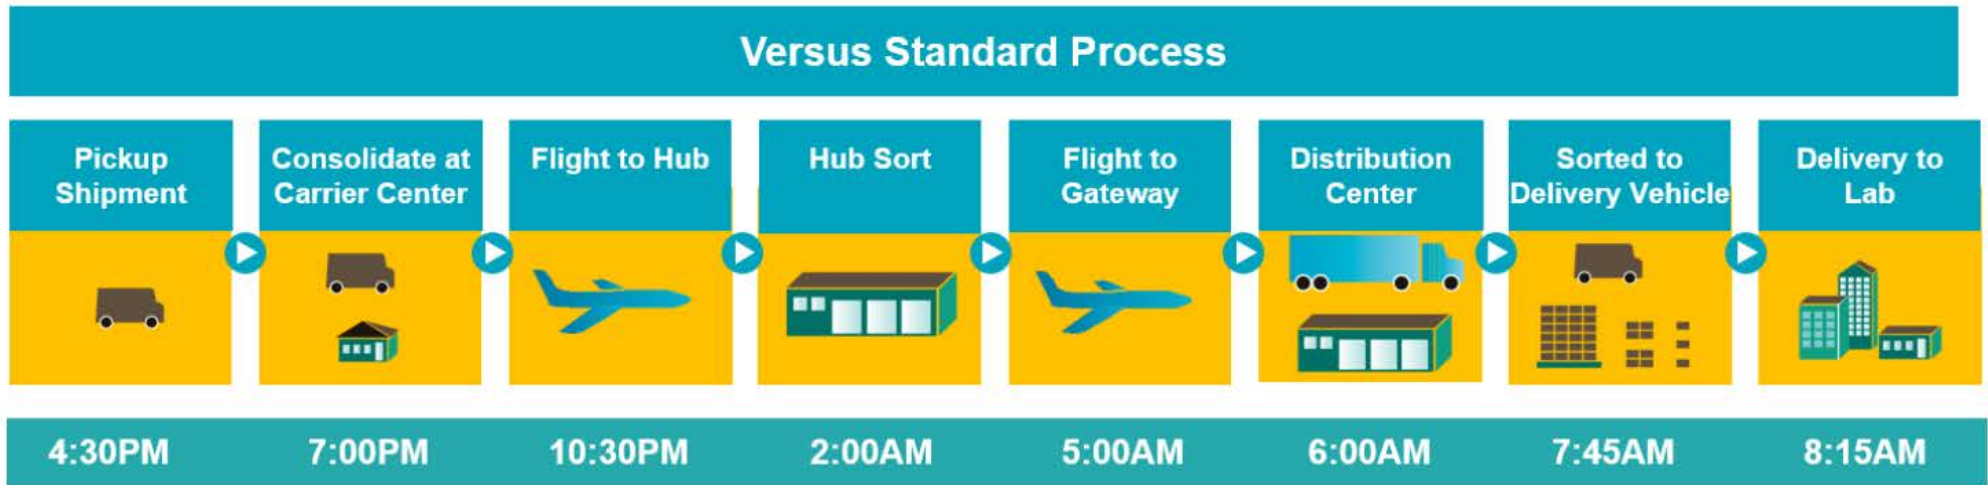 Versus Standard Process
Pickup
Shipment
Consolidate at
Carrier Center
Flight to Hub
Hub Sort
Flight to
Gateway
Distribution
Center
Sorted to
Delivery Vehicle
Delivery to
Lab
4:30PM
7:00PM
10:30PM
2:00AM
5:00AM
6:00AM
7:45AM
8:15AM